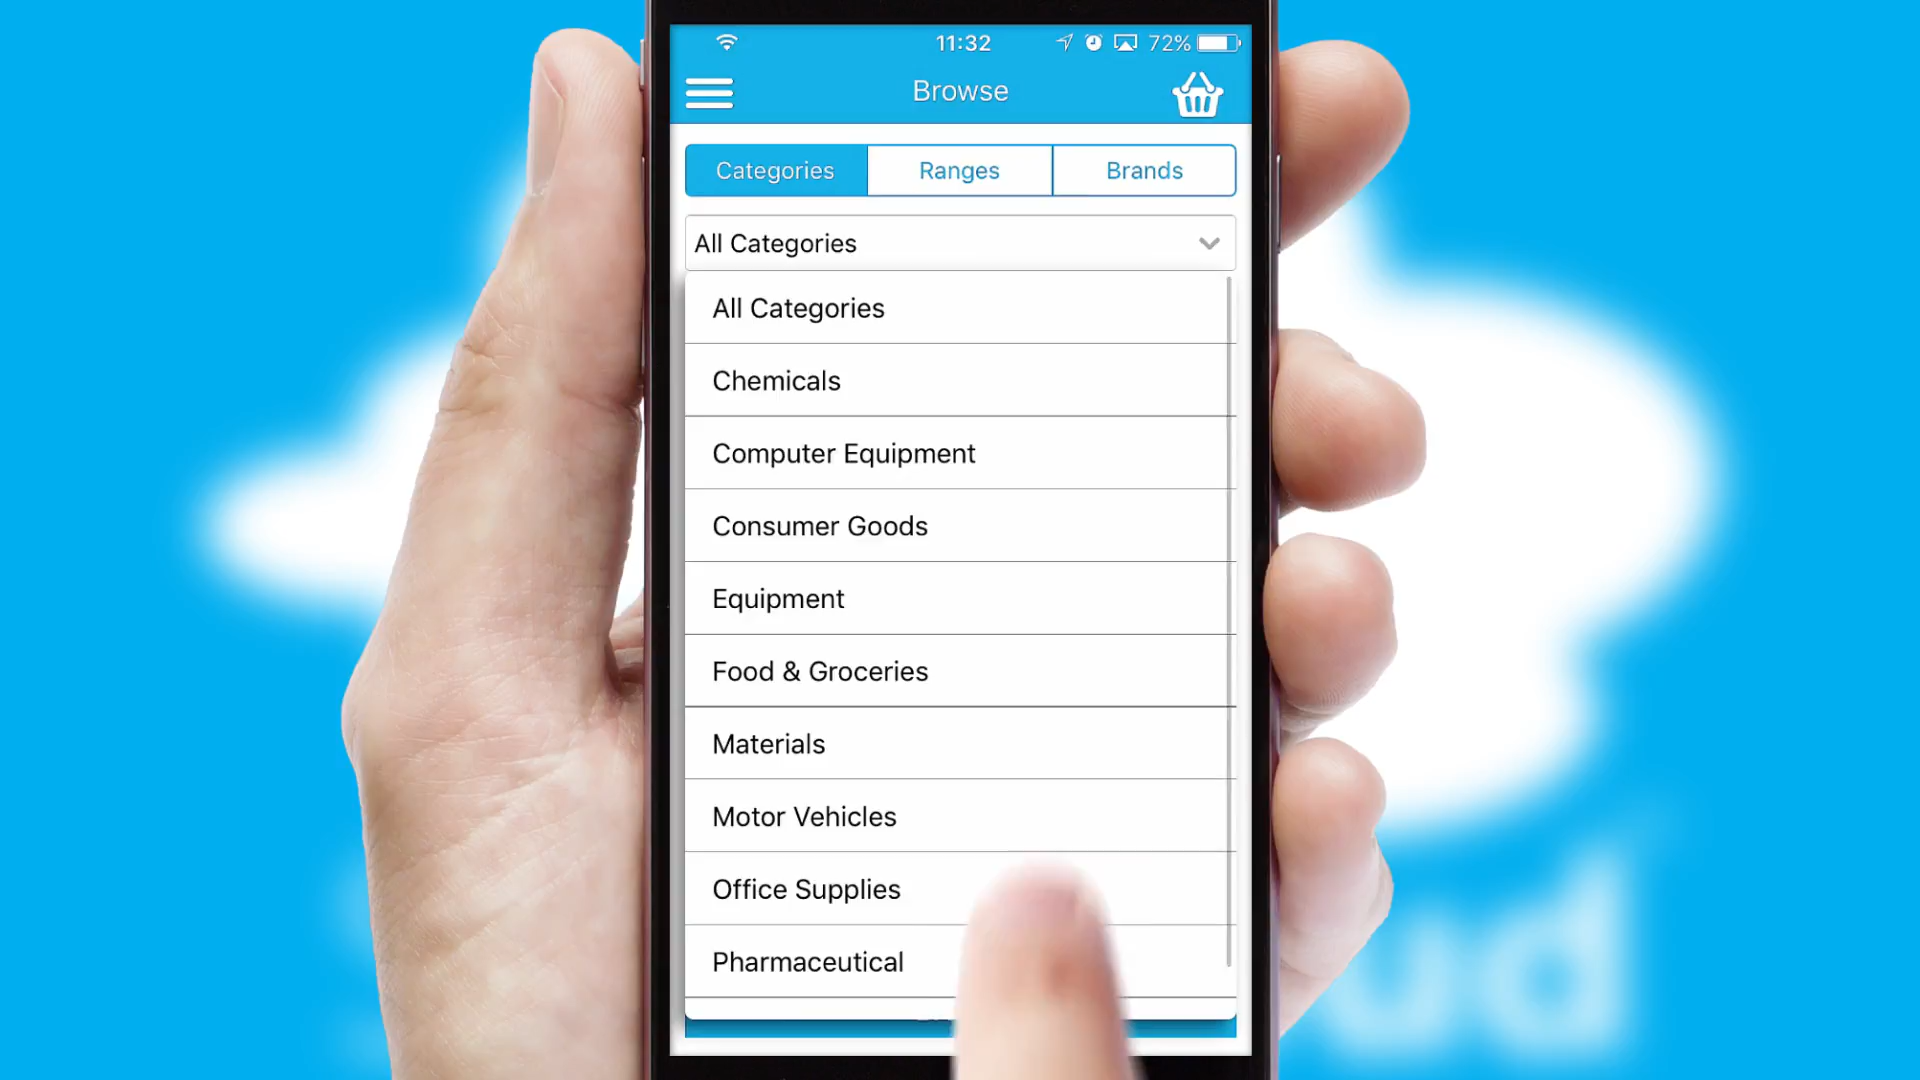 11:32
72%
Browse
Categories
Ranges
Brands
All Categories
All Categories
Chemicals
Computer Equipment
Consumer Goods
Equipment
Food & Groceries
Materials
Motor Vehicles
Office Supplies
Pharmaceutical